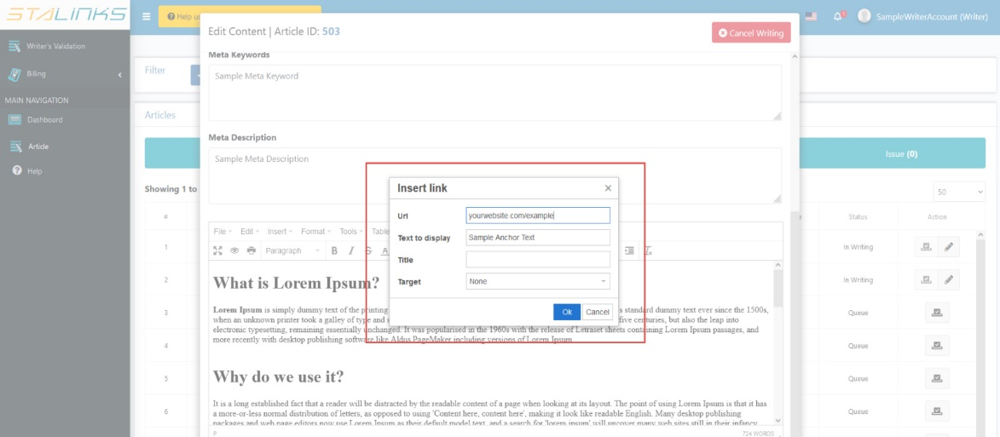 STALINKS
Help us
SampleWriterAccount (Writer)
Writer's Validation
Billing
MAIN NAVIGATION
Dashboard
Article
Help
Filter
Articles
Issue (0)
Showing 1 to
50
#
Status
Action
1
In Writing
2
In Writing
3
Queue
4
Queue
5
Queue
6
Queue
Edit Content | Article ID: 503
Cancel Writing
Meta Keywords
Sample Meta Keyword
Meta Description
Sample Meta Description
File Edit Insert Format Tools Table
Paragraph B I S A
What is Lorem Ipsum?
Lorem Ipsum is simply dummy text of the printing s standard dummy text ever since the 1500s,
when an unknown printer took a galley of type and s five centuries, but also the leap into
electronic typesetting, remaining essentially unchanged. It was popularised in the 1960s with the release of Letraset sheets containing Lorem Ipsum passages, and
more recently with desktop publishing software like Aldus PageMaker including versions of Lorem Ipsum.
Why do we use it?
It is a long established fact that a reader will be distracted by the readable content of a page when looking at its layout. The point of using Lorem Ipsum is that it has
a more-or-less normal distribution of letters, as opposed to using 'Content here, content here', making it look like readable English. Many desktop publishing
packages and web page editors now use Lorem Ipsum as their default model text, and a search for 'lorem ipsum' will uncover many web sites still in their infancy.
P
724 WORDS
Insert link
Url
yourwebsite.com/example
Text to display
Sample Anchor Text
Title
Target
None
Ok
Cancel